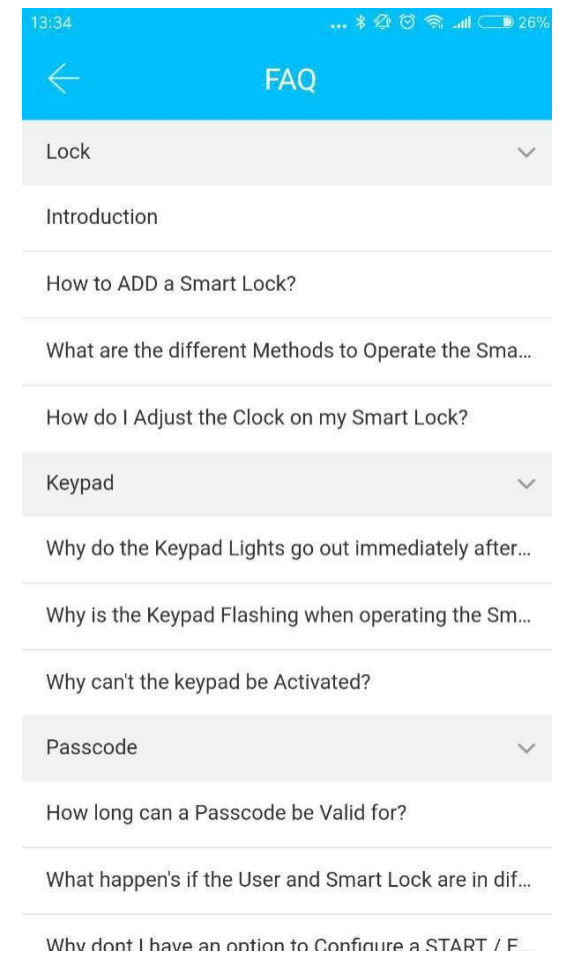 13:34
... 26%
FAQ
Lock
Introduction
How to ADD a Smart Lock?
What are the different Methods to Operate the Sma...
How do I Adjust the Clock on my Smart Lock?
Keypad
Why do the Keypad Lights go out immediately after...
Why is the Keypad Flashing when operating the Sm...
Why can't the keypad be Activated?
Passcode
How long can a Passcode be Valid for?
What happen's if the User and Smart Lock are in dif...
Why dont I have an option to Configure a START / E...